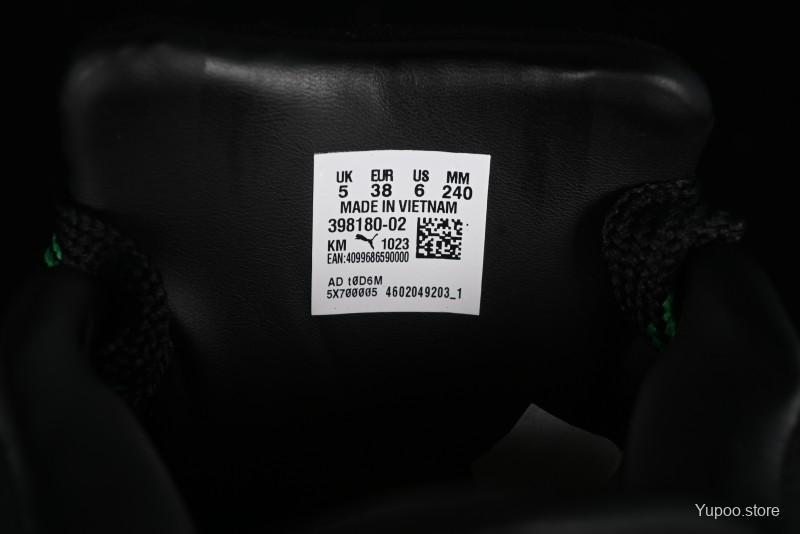 UK EUR US MM
5 38 6 240
MADE IN VIETNAM
398180-02
KM 1023
EAN:4099686590000
AD t0D6M
5X700005 4602049203_1
Yupoo.store